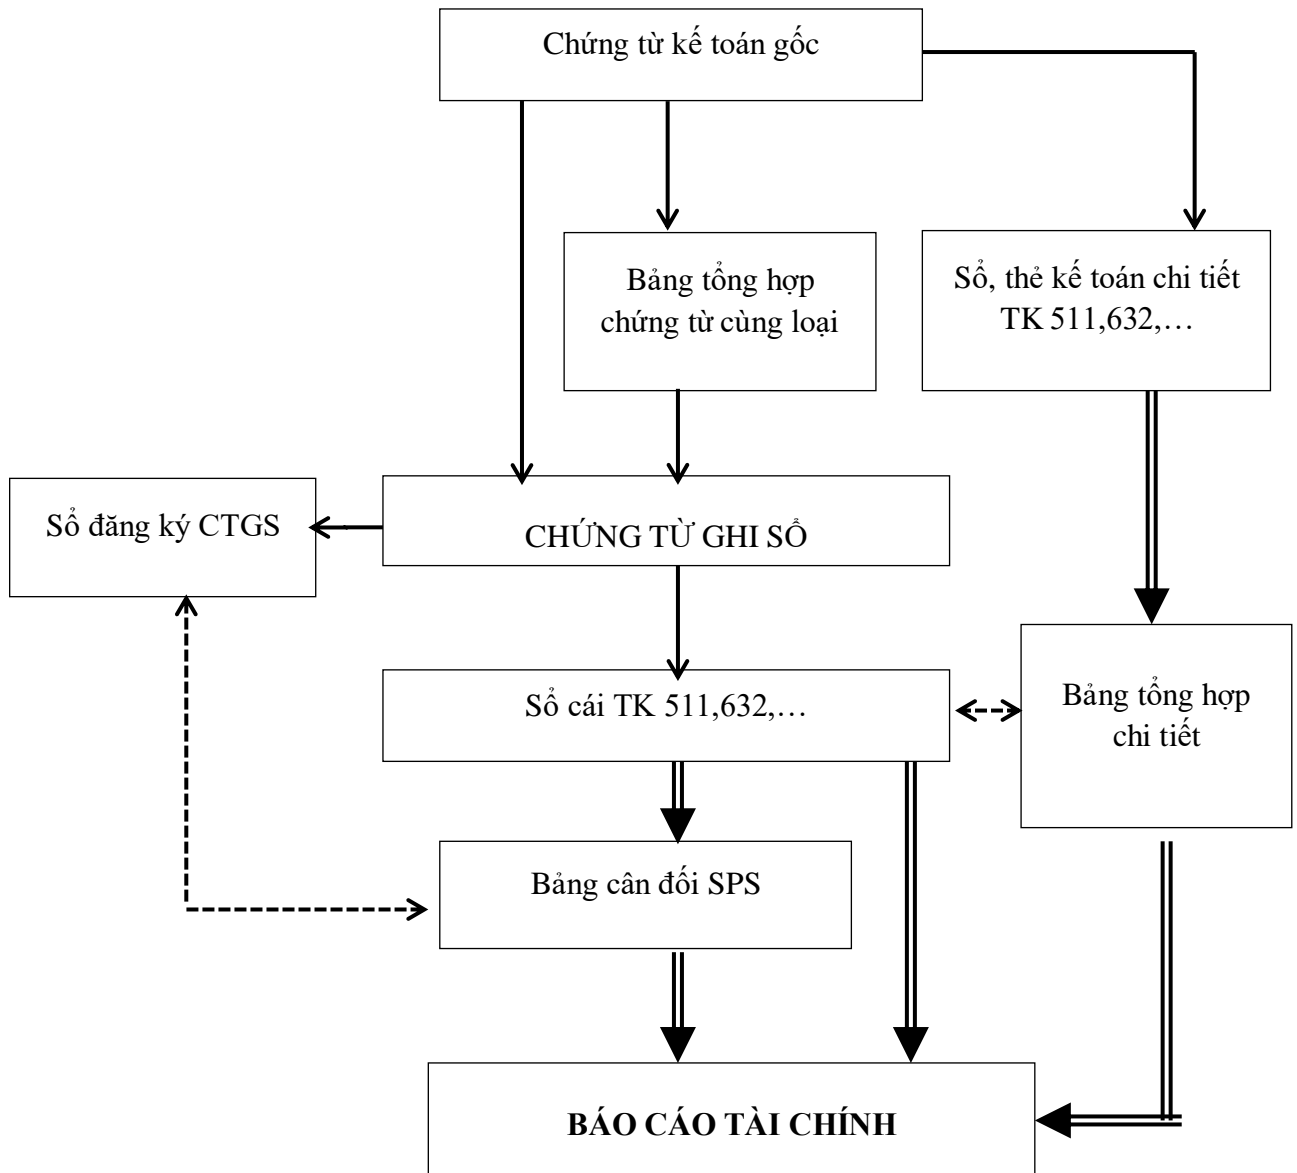 Chứng từ kế toán gốc
Bảng tổng hợp
chứng từ cùng loại
Sổ, thẻ kế toán chi tiết
TK 511,632,…
Sổ đăng ký CTGS
CHỨNG TỪ GHI SỔ
Sổ cái TK 511,632,…
Bảng tổng hợp
chi tiết
Bảng cân đối SPS
BÁO CÁO TÀI CHÍNH